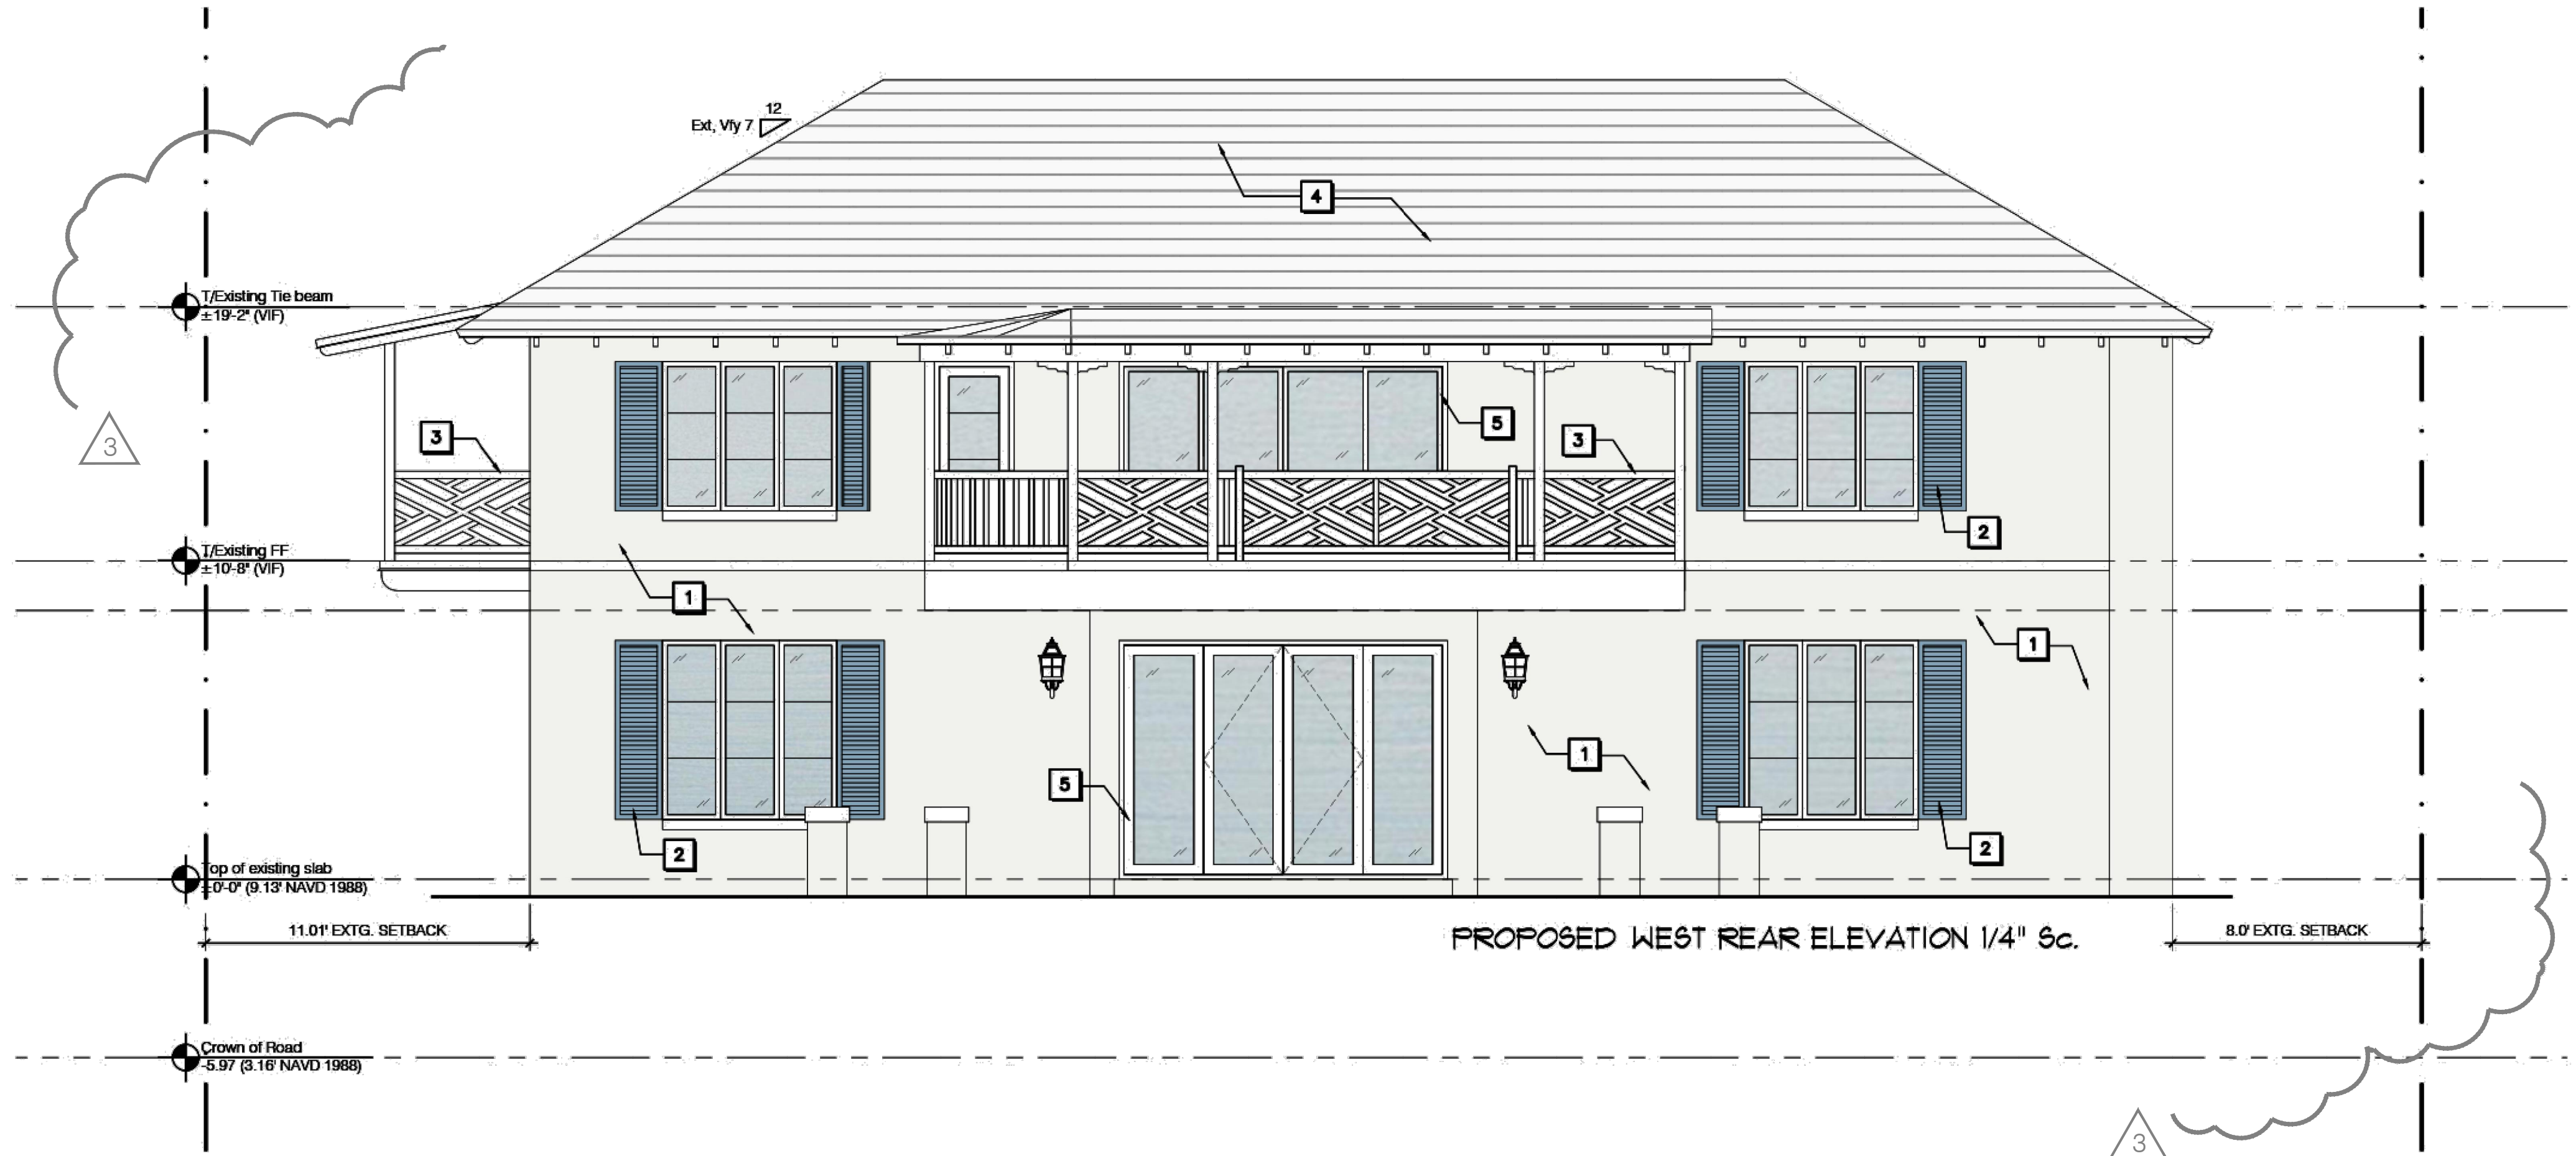 12
Ext, Vfy 7
4
T/Existing Tie beam
±19'-2" (VIF)
3
3
5
3
2
T/Existing FF
±10'-8" (VIF)
1
1
1
5
2
2
Top of existing slab
±0'-0" (9.13' NAVD 1988)
11.01' EXTG. SETBACK
PROPOSED WEST REAR ELEVATION 1/4" Sc.
8.0' EXTG. SETBACK
Crown of Road
-5.97 (3.16' NAVD 1988)
3